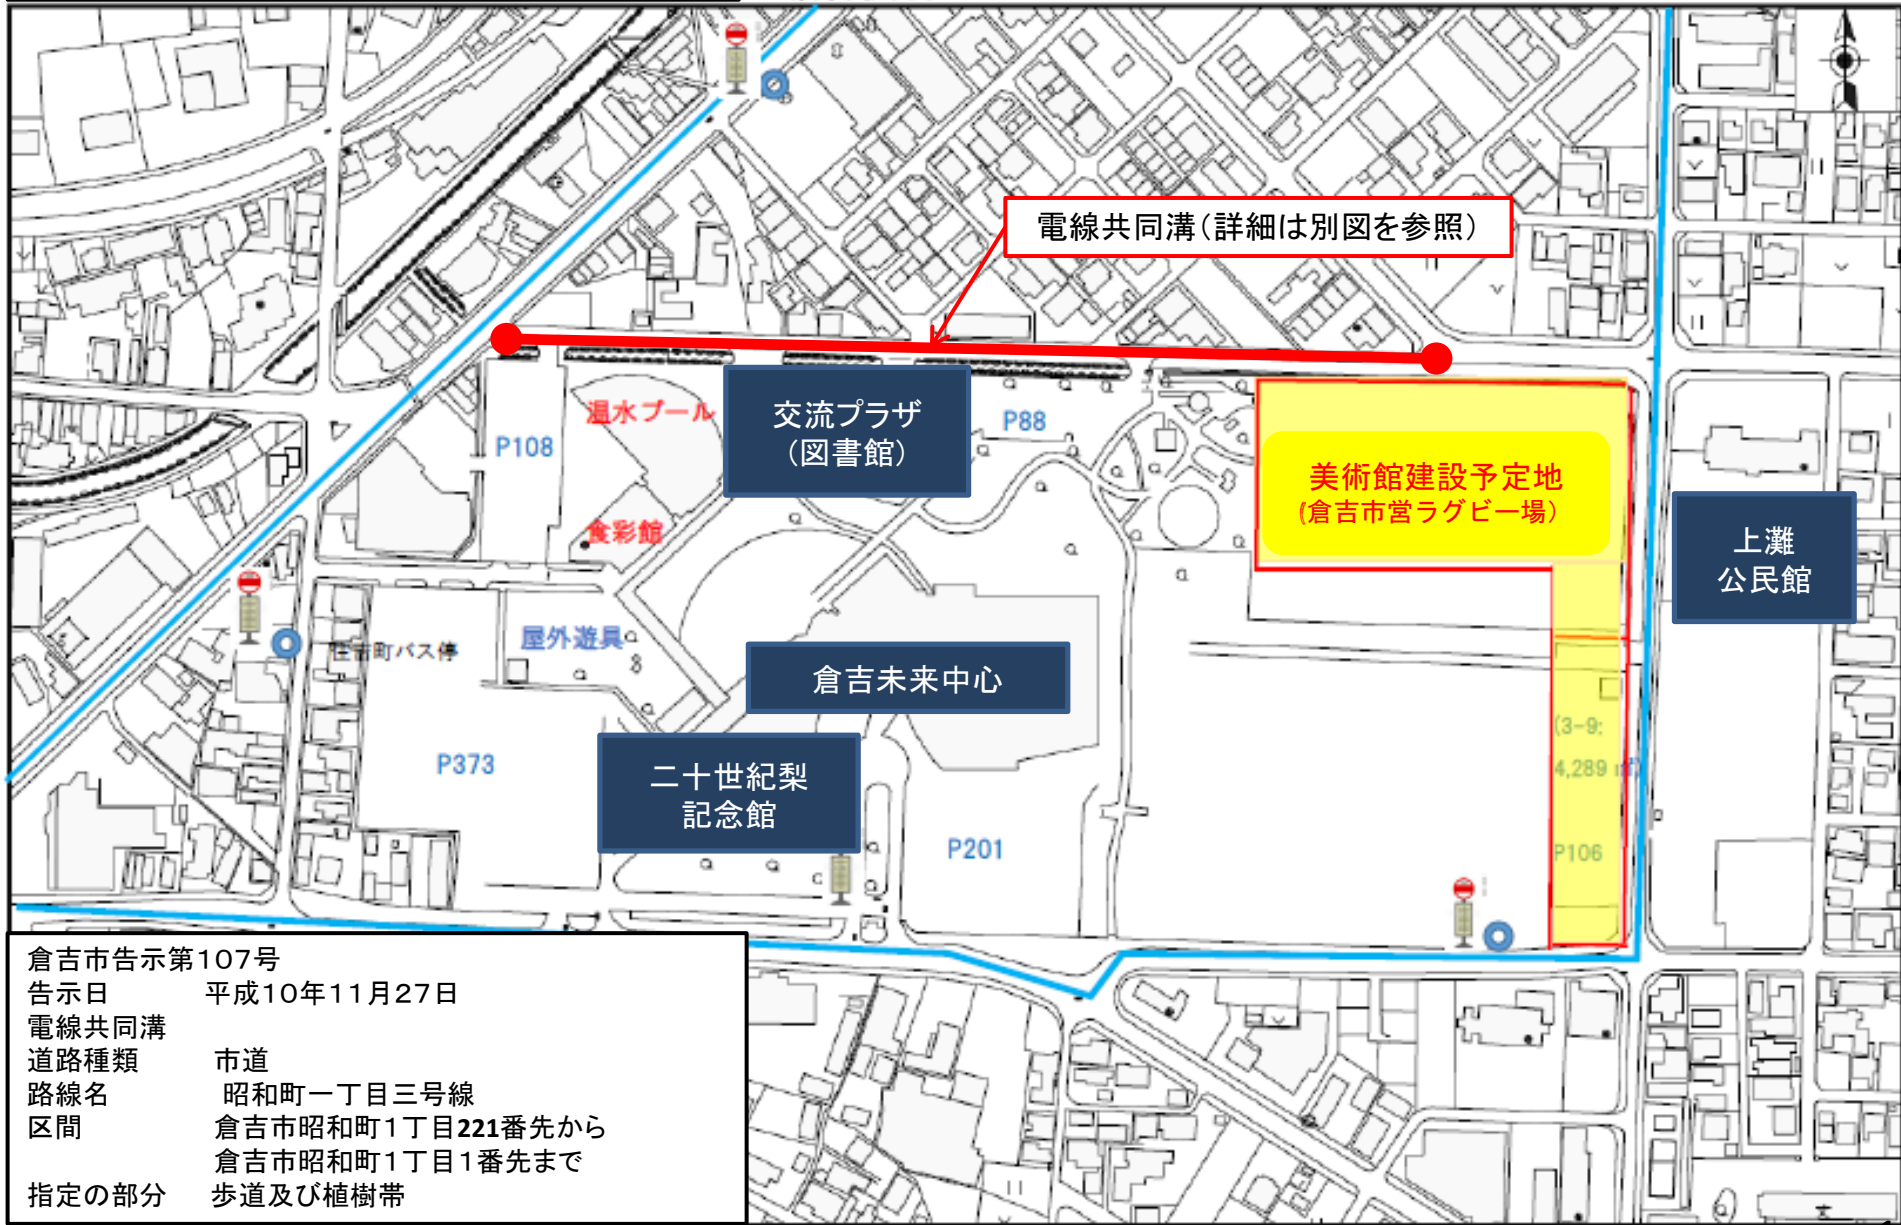 電線共同溝(詳細は別図を参照)
温水プール
交流プラザ
(図書館)
P88
P108
美術館建設予定地
(倉吉市営ラグビー場)
食彩館
上灘
公民館
屋外遊具
住吉町バス停
倉吉未来中心
(3-9:
4,289 ㎡)
P373
二十世紀梨
記念館
P201
P106
倉吉市告示第107号
告示日 平成10年11月27日
電線共同溝
道路種類 市道
路線名 昭和町一丁目三号線
区間 倉吉市昭和町1丁目221番先から
倉吉市昭和町1丁目1番先まで
指定の部分 歩道及び植樹帯